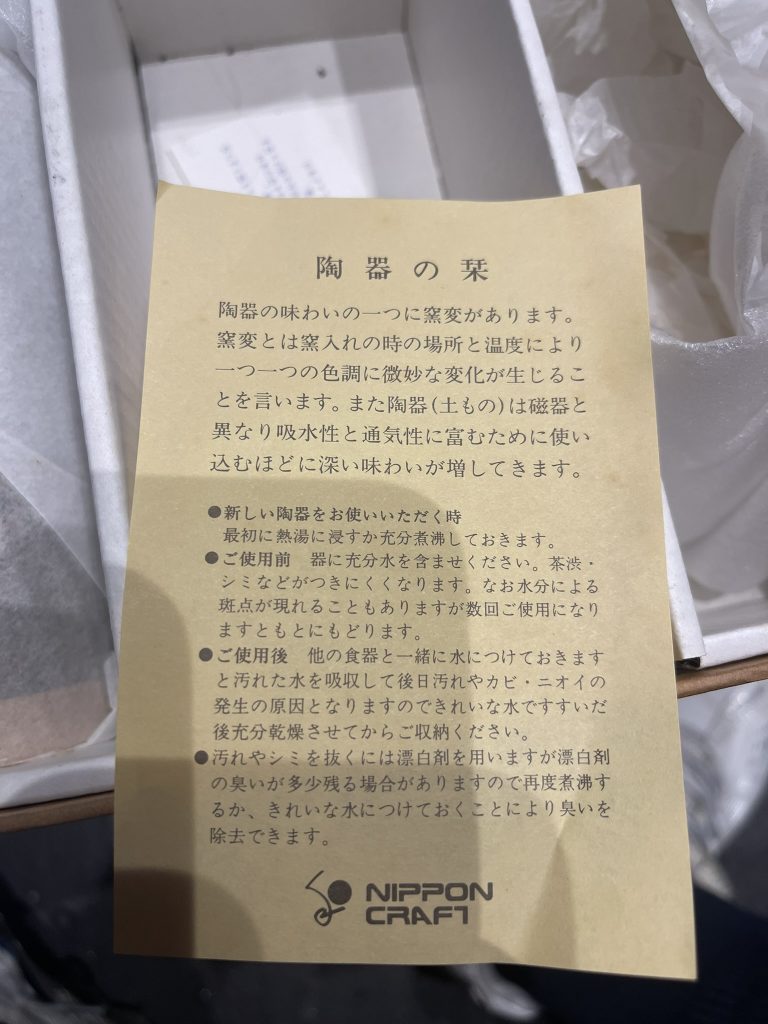 陶器の栞
陶器の味わいの一つに窯変があります。
窯変とは窯入れの時の場所と温度により
一つ一つの色調に微妙な変化が生じるこ
とを言います。また陶器(土もの)は磁器と
異なり吸水性と通気性に富むために使い
込むほどに深い味わいが増してきます。
●新しい陶器をお使いいただく時
最初に熱湯に浸すか充分煮沸しておきます。
●ご使用前　器に充分水を含ませください。茶渋・
シミなどがつきにくくなります。なお水分による
斑点が現れることもありますが数回ご使用になり
ますともとにもどります。
●ご使用後　他の食器と一緒に水につけておきます
と汚れた水を吸収して後日汚れやカビ・ニオイの
発生の原因となりますのできれいな水ですすいだ
後充分乾燥させてからご収納ください。
●汚れやシミを抜くには漂白剤を用いますが漂白剤
の臭いが多少残る場合がありますので再度煮沸す
るか、きれいな水につけておくことにより臭いを
除去できます。
NIPPON
CRAFT